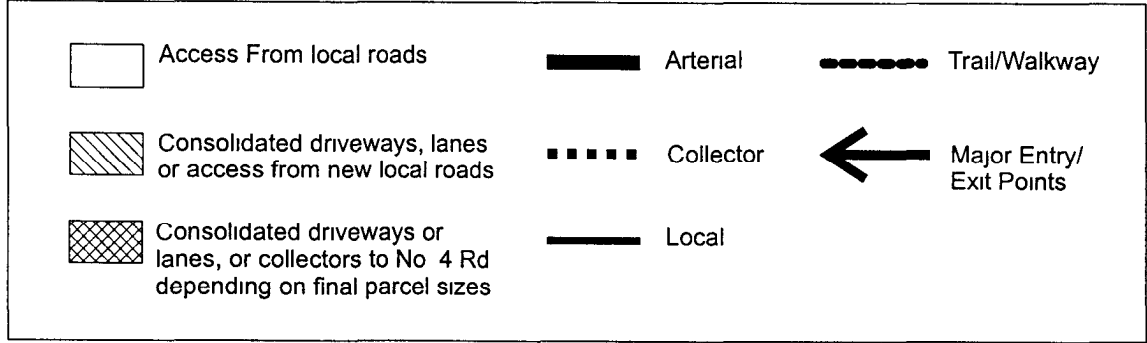 Access From local roads
Consolidated driveways, lanes
or access from new local roads
Consolidated driveways or
lanes, or collectors to No 4 Rd
depending on final parcel sizes
Arterial
Collector
Local
Trail/Walkway
Major Entry/
Exit Points